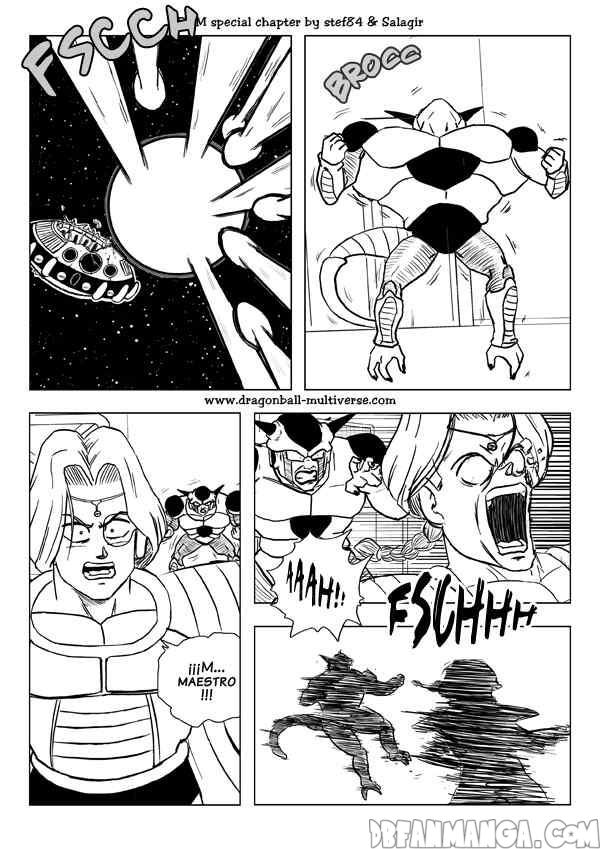 M special chapter by stef84 & Salagir
FSCCH
BROCC
www.dragonball-multiverse.com
¡¡¡M...
MAESTRO
!!!
AAAH!!
FSCHHH
DBFANMANGA.COM